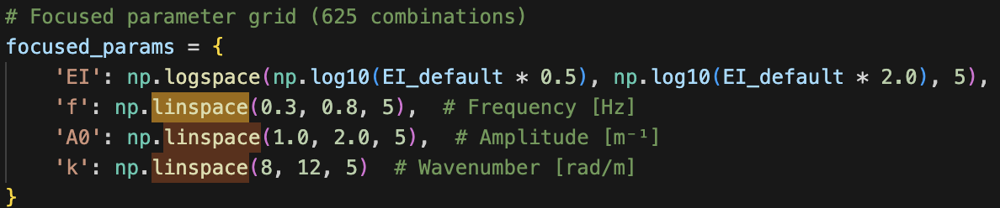 # Focused parameter grid (625 combinations)
focused_params = {
    'EI': np.logspace(np.log10(EI_default * 0.5), np.log10(EI_default * 2.0), 5),
    'f': np.linspace(0.3, 0.8, 5),  # Frequency [Hz]
    'A0': np.linspace(1.0, 2.0, 5),  # Amplitude [m⁻¹]
    'k': np.linspace(8, 12, 5)  # Wavenumber [rad/m]
}